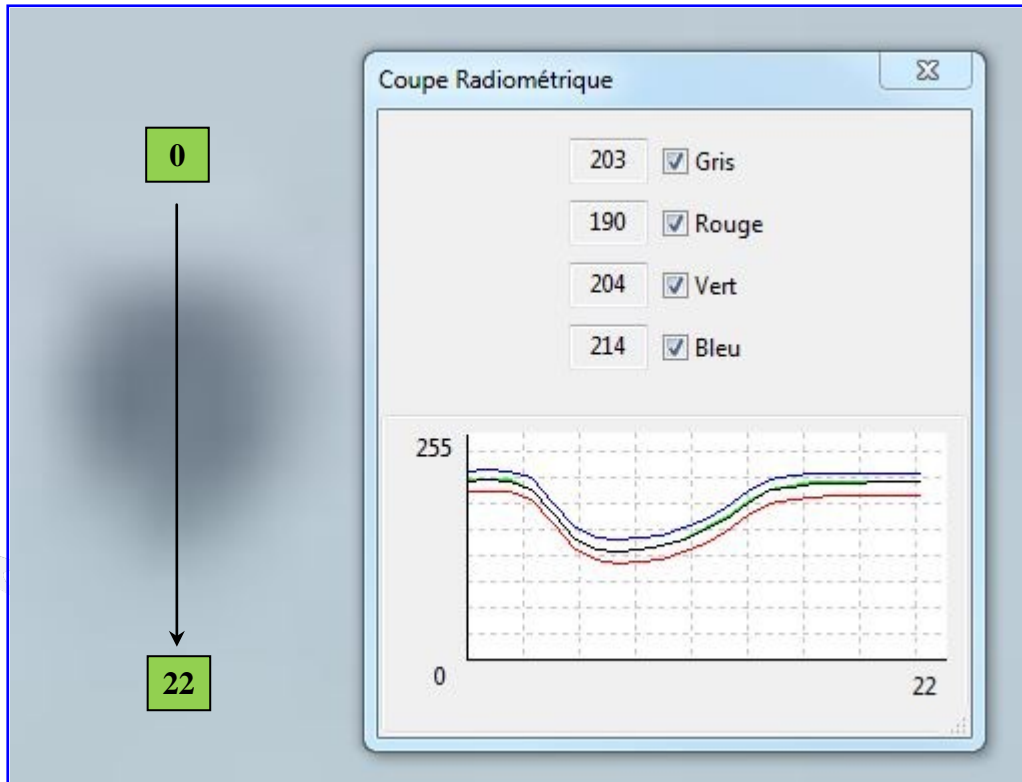 0
22
Coupe Radiométrique
203 Gris
190 Rouge
204 Vert
214 Bleu
255
0
22